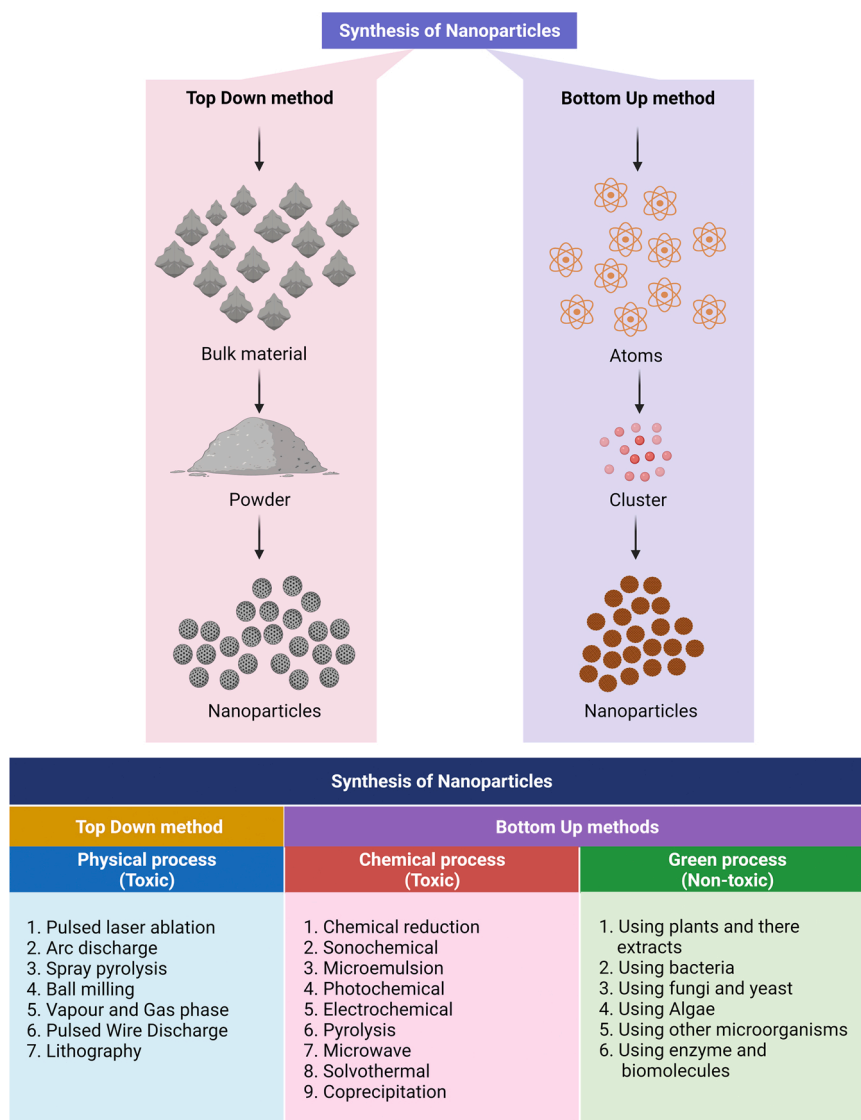 Synthesis of Nanoparticles
Top Down method
Bulk material
Powder
Nanoparticles
Bottom Up method
Atoms
Cluster
Nanoparticles
Synthesis of Nanoparticles
Top Down method
Bottom Up methods
Physical process
(Toxic)
Chemical process
(Toxic)
Green process
(Non-toxic)
1. Pulsed laser ablation
2. Arc discharge
3. Spray pyrolysis
4. Ball milling
5. Vapour and Gas phase
6. Pulsed Wire Discharge
7. Lithography
1. Chemical reduction
2. Sonochemical
3. Microemulsion
4. Photochemical
5. Electrochemical
6. Pyrolysis
7. Microwave
8. Solvothermal
9. Coprecipitation
1. Using plants and there
extracts
2. Using bacteria
3. Using fungi and yeast
4. Using Algae
5. Using other microorganisms
6. Using enzyme and
biomolecules